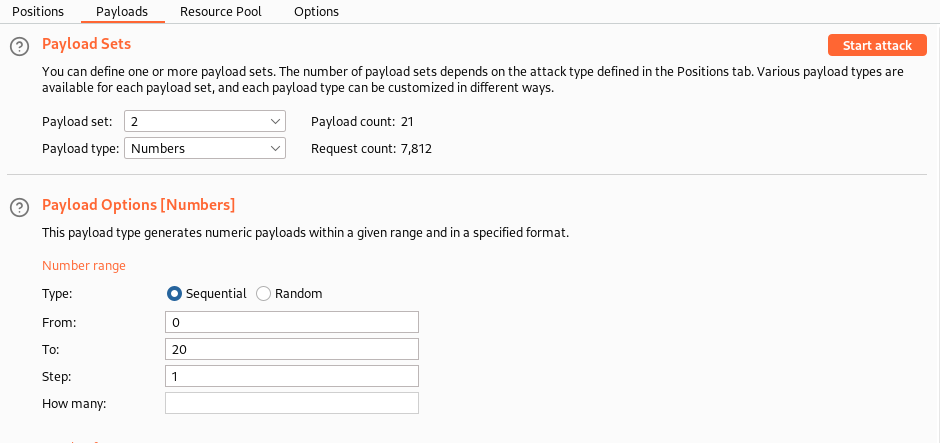 Positions Payloads Resource Pool Options
Payload Sets
Start attack
You can define one or more payload sets. The number of payload sets depends on the attack type defined in the Positions tab. Various payload types are
available for each payload set, and each payload type can be customized in different ways.
Payload set: 2 Payload count: 21
Payload type: Numbers Request count: 7,812
? Payload Options [Numbers]
This payload type generates numeric payloads within a given range and in a specified format.
Number range
Type: Sequential Random
From: 0
To: 20
Step: 1
How many: